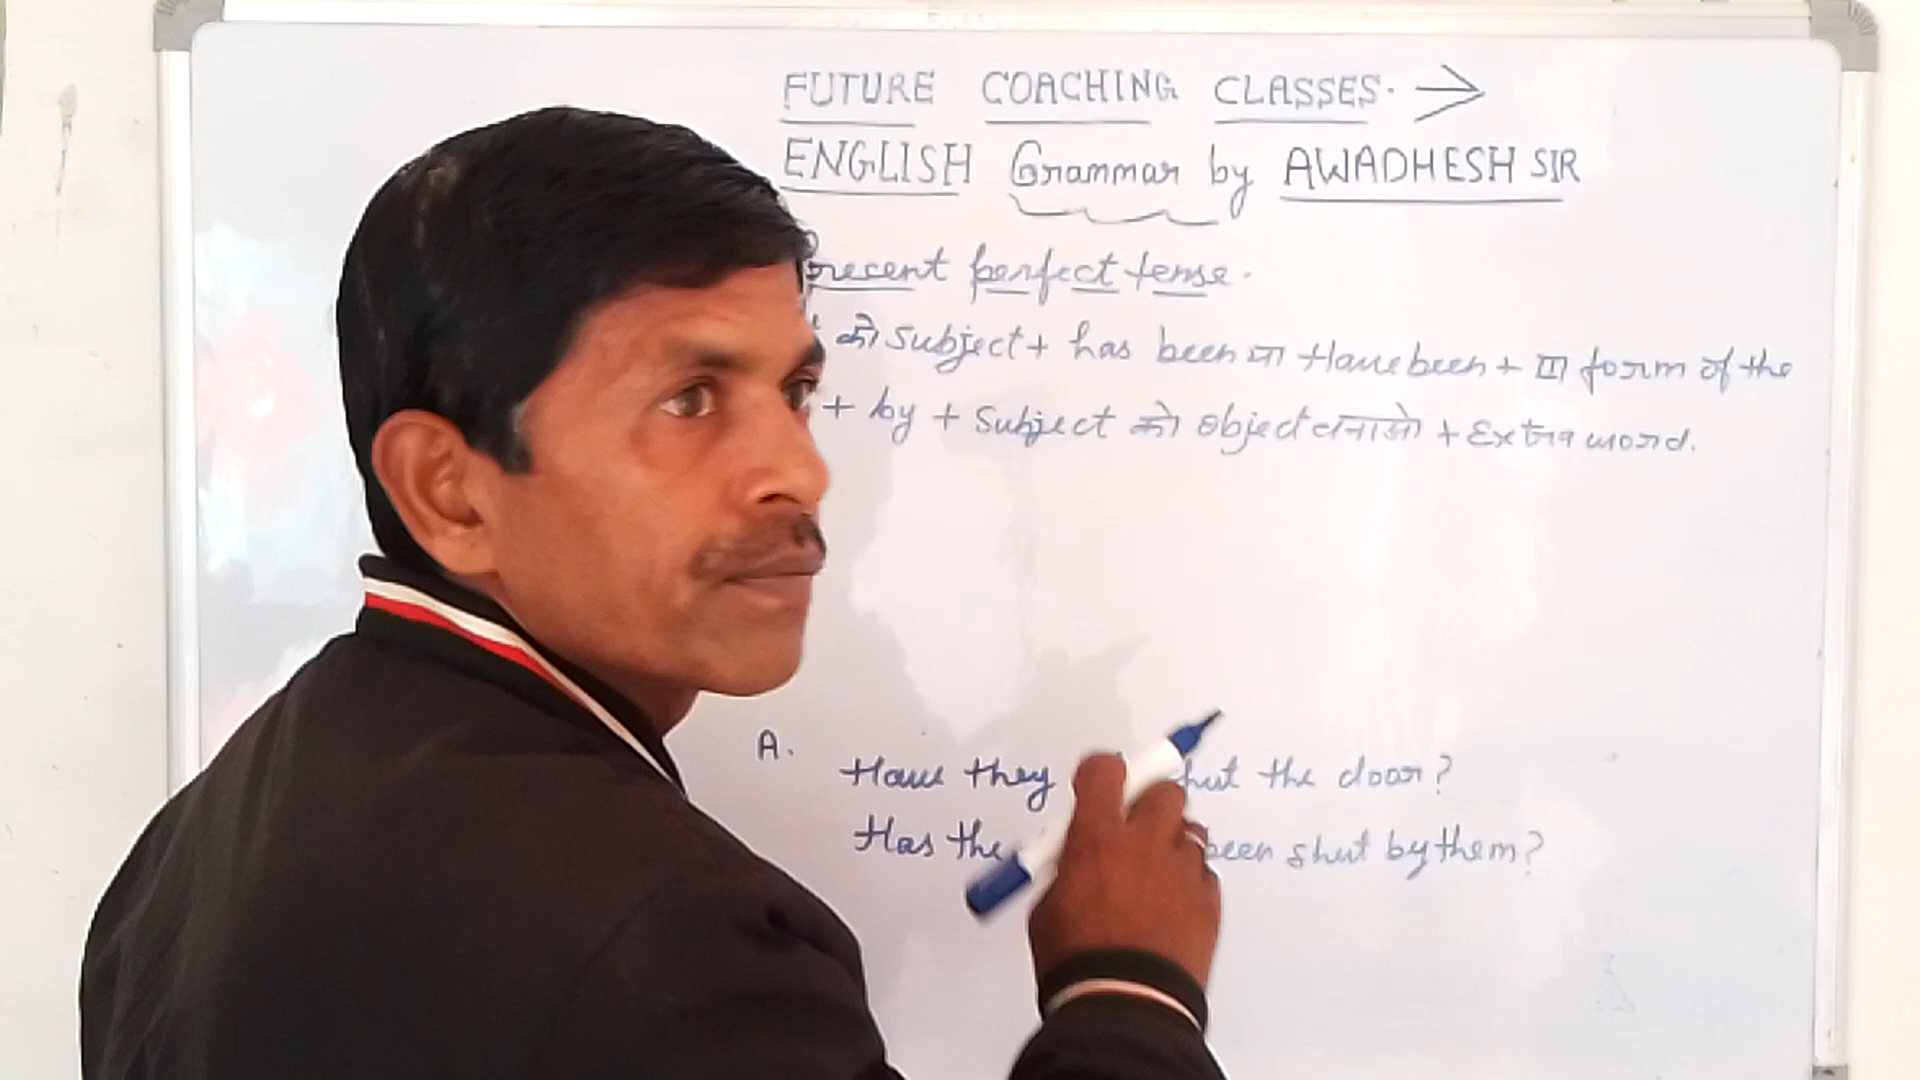 FUTURE COACHING CLASSES. →
ENGLISH Grammar by AWADHESH SIR
Present perfect tense.
को Subject + has been या Have been + III form of the
+ by + Subject को object बनाओ + Extra word.
A.
Have they shut the door?
Has the been shut by them?